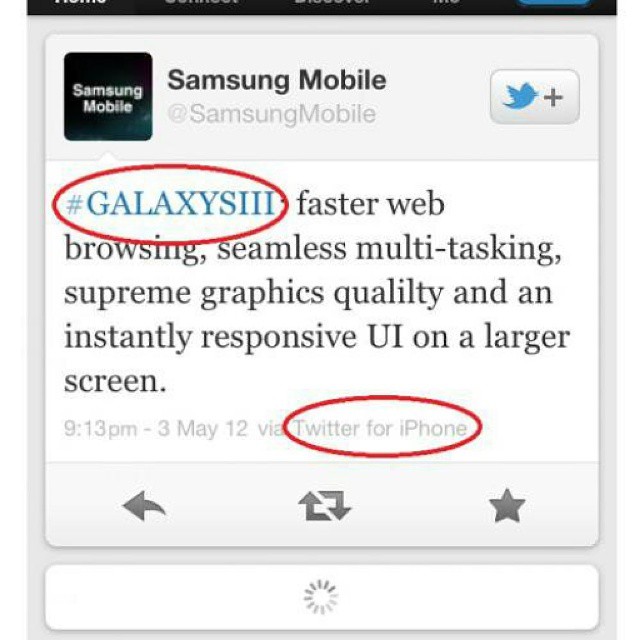 Home Connect Discover Me
Samsung
Mobile
Samsung Mobile
@SamsungMobile
+
#GALAXYSIII: faster web
browsing, seamless multi-tasking,
supreme graphics qualilty and an
instantly responsive UI on a larger
screen.
9:13pm - 3 May 12 via Twitter for iPhone